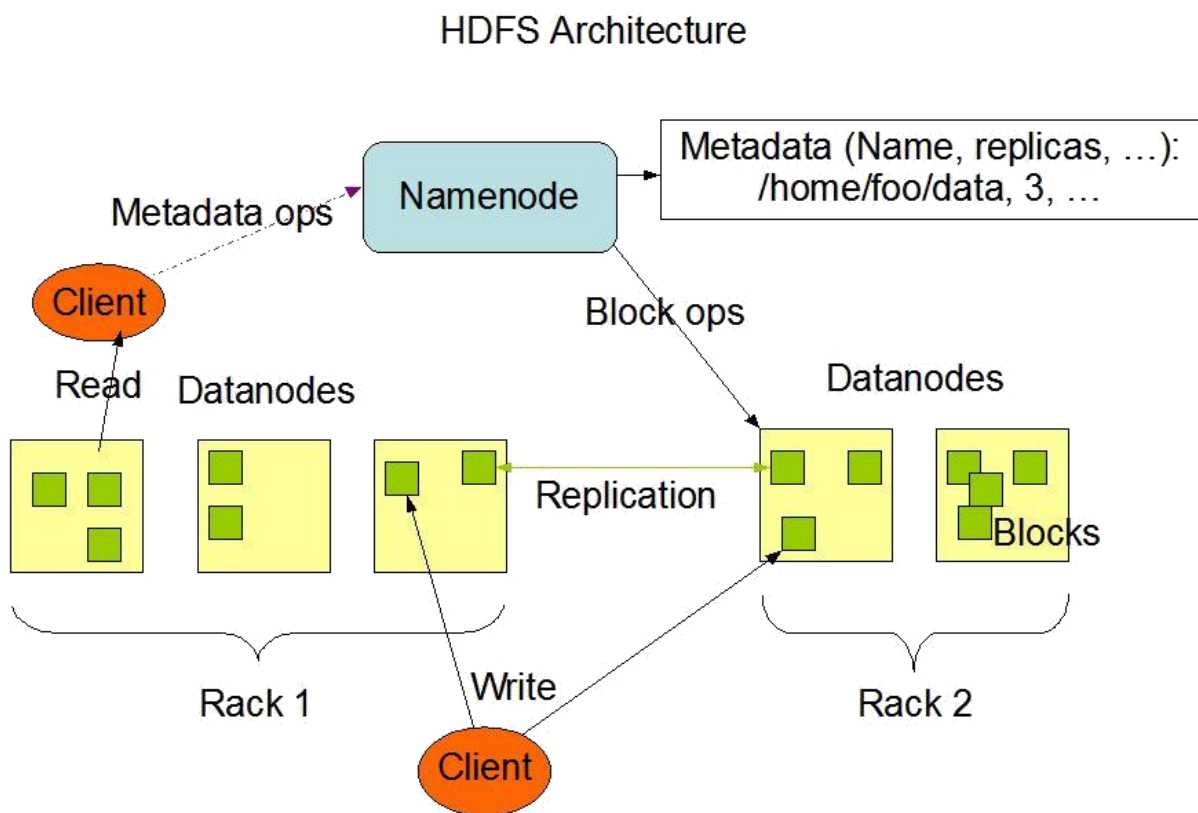 HDFS Architecture
Metadata (Name, replicas, …):
/home/foo/data, 3, …
Namenode
Metadata ops
Client
Block ops
Read
Datanodes
Datanodes
Replication
Blocks
Rack 1
Write
Rack 2
Client